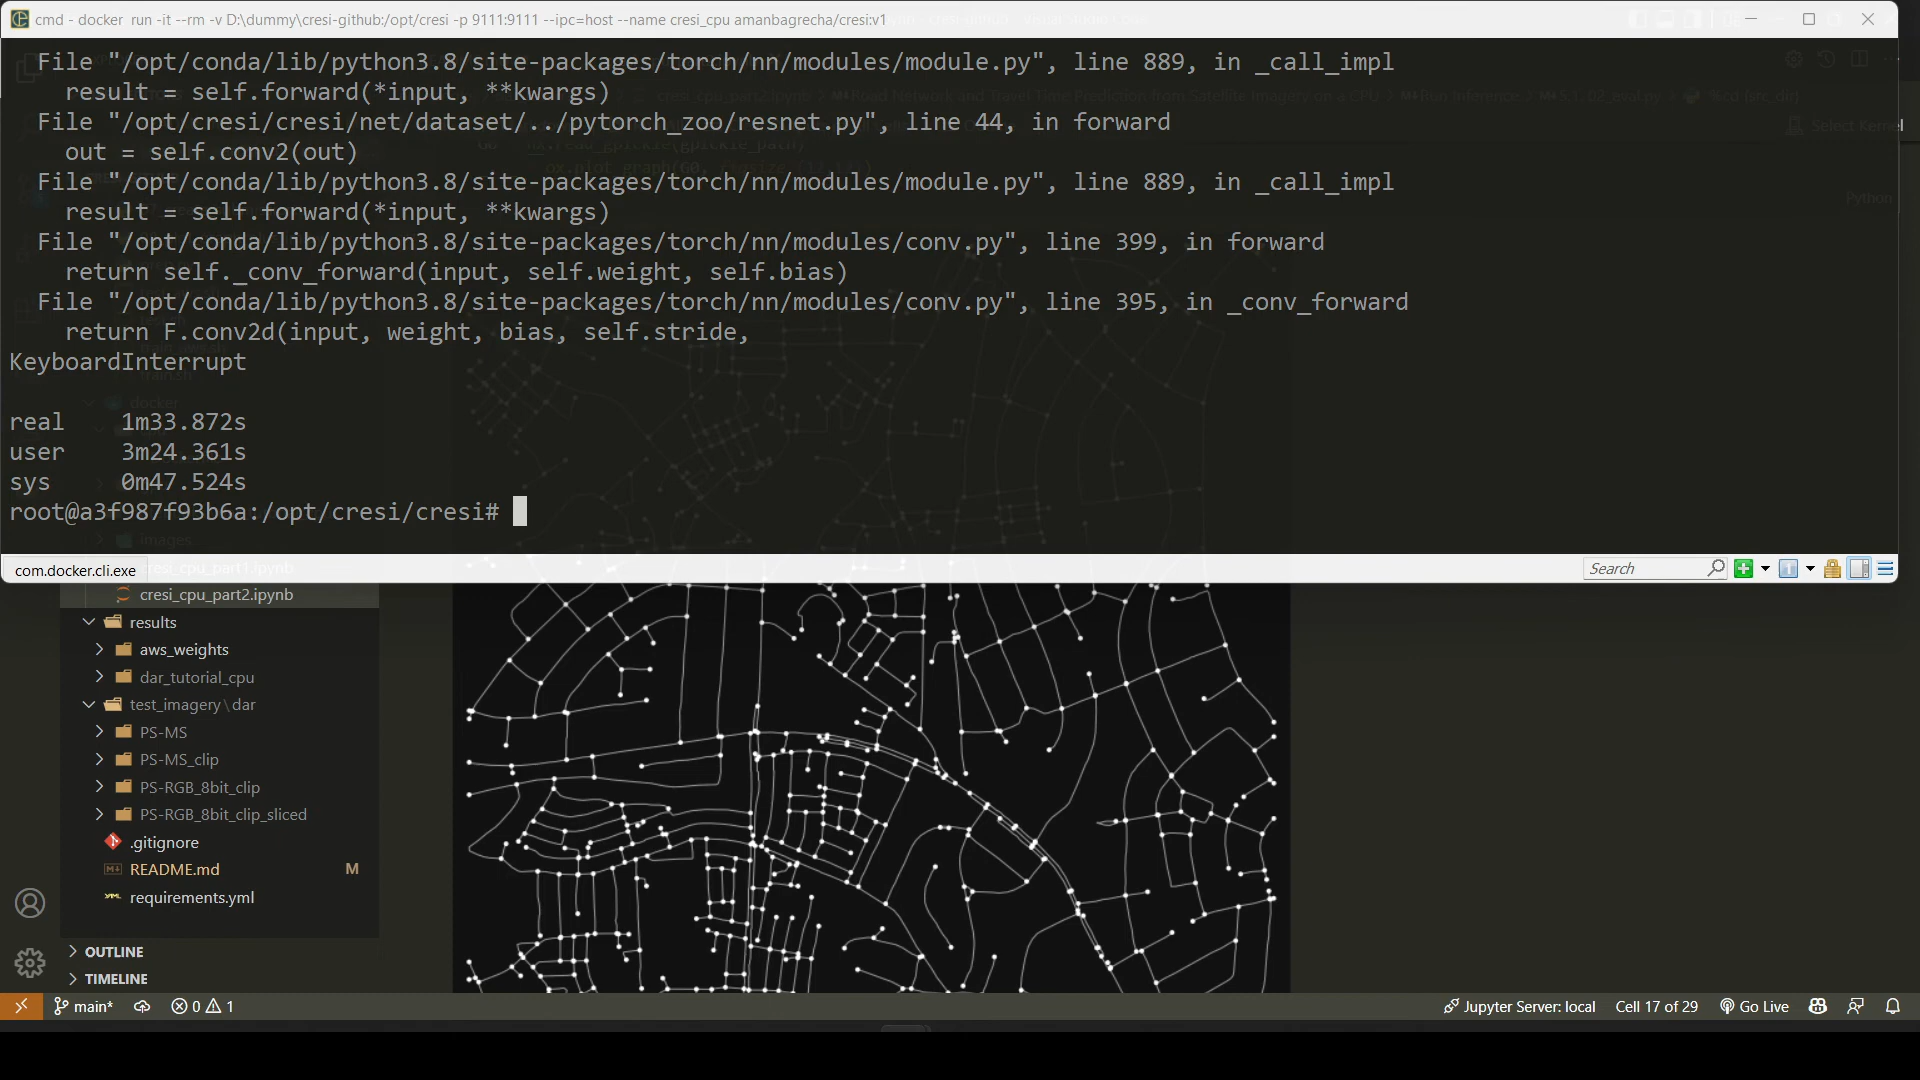 cmd - docker run -it --rm -v D:\dummy\cresi-github:/opt/cresi -p 9111:9111 --ipc=host --name cresi_cpu amanbagrecha/cresi:v1
File "/opt/conda/lib/python3.8/site-packages/torch/nn/modules/module.py", line 889, in _call_impl
result = self.forward(*input, **kwargs)
File "/opt/cresi/cresi/net/dataset/../pytorch_zoo/resnet.py", line 44, in forward
out = self.conv2(out)
File "/opt/conda/lib/python3.8/site-packages/torch/nn/modules/module.py", line 889, in _call_impl
result = self.forward(*input, **kwargs)
File "/opt/conda/lib/python3.8/site-packages/torch/nn/modules/conv.py", line 399, in forward
return self._conv_forward(input, self.weight, self.bias)
File "/opt/conda/lib/python3.8/site-packages/torch/nn/modules/conv.py", line 395, in _conv_forward
return F.conv2d(input, weight, bias, self.stride,
KeyboardInterrupt
real 1m33.872s
user 3m24.361s
sys 0m47.524s
root@a3f987f93b6a:/opt/cresi/cresi#
com.docker.cli.exe
Search
Select Kernel
Python
docker
images
cresi_cpu_part1.ipynb
cresi_cpu_part2.ipynb
results
aws_weights
dar_tutorial_cpu
test_imagery\dar
PS-MS
PS-MS_clip
PS-RGB_8bit_clip
PS-RGB_8bit_clip_sliced
.gitignore
README.md M
requirements.yml
OUTLINE
TIMELINE
main* 0 1 Jupyter Server: local Cell 17 of 29 Go Live